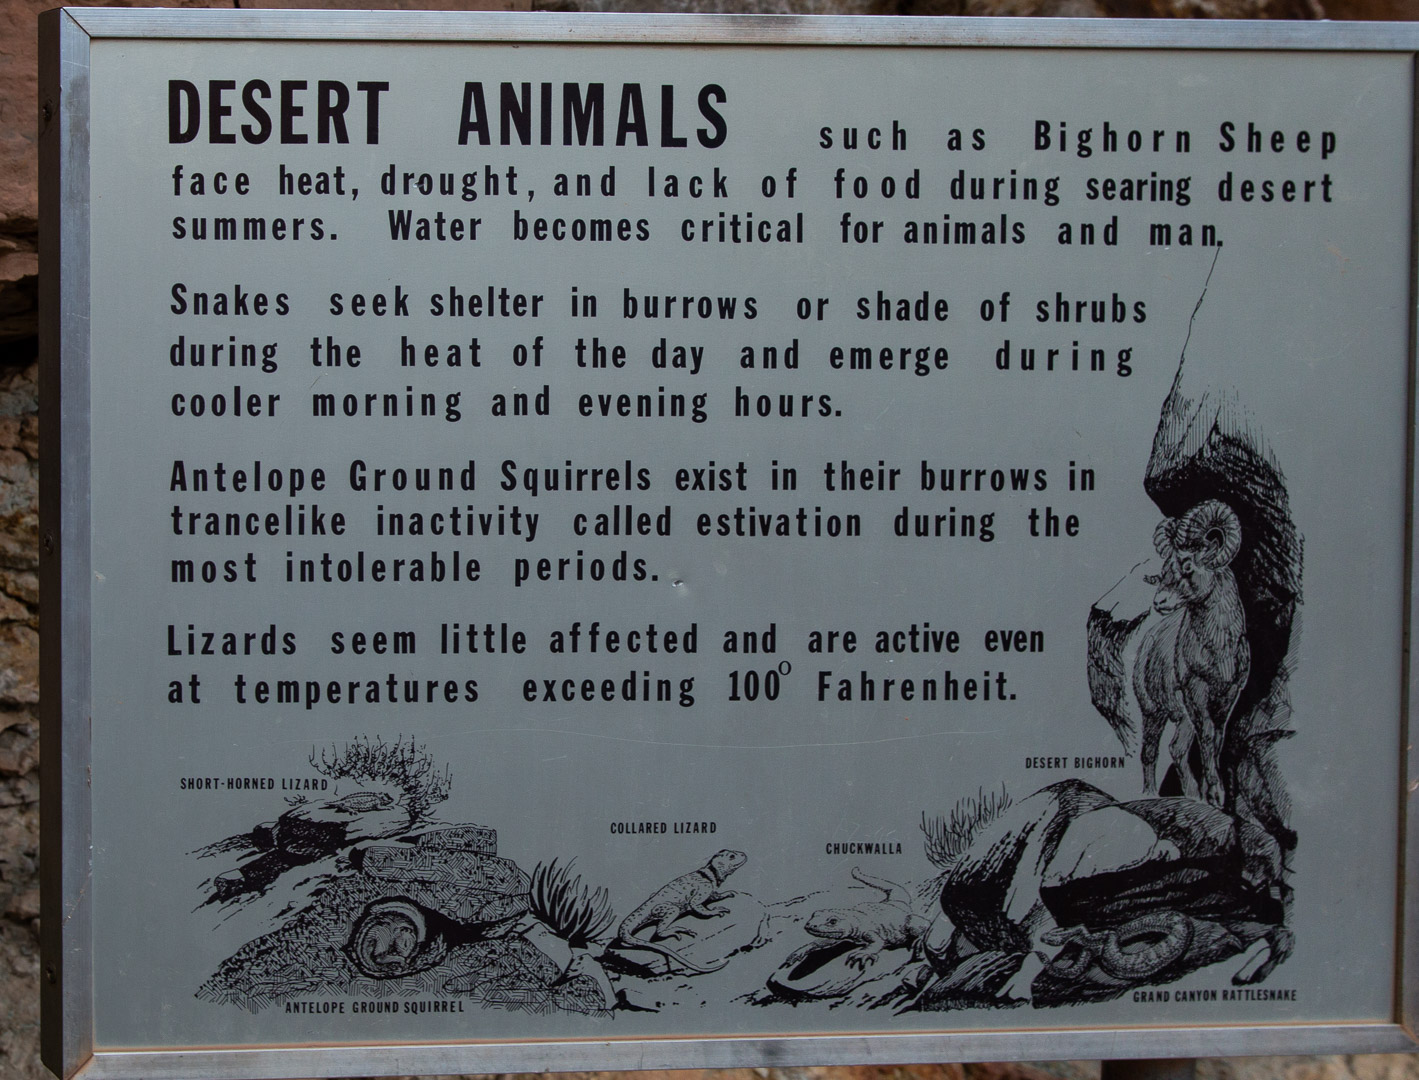 DESERT ANIMALS such as Bighorn Sheep
face heat, drought, and lack of food during searing desert
summers. Water becomes critical for animals and man.
Snakes seek shelter in burrows or shade of shrubs
during the heat of the day and emerge during
cooler morning and evening hours.
Antelope Ground Squirrels exist in their burrows in
trancelike inactivity called estivation during the
most intolerable periods.
Lizards seem little affected and are active even
at temperatures exceeding 100° Fahrenheit.
DESERT BIGHORN
SHORT-HORNED LIZARD
COLLARED LIZARD
CHUCKWALLA
GRAND CANYON RATTLESNAKE
ANTELOPE GROUND SQUIRREL